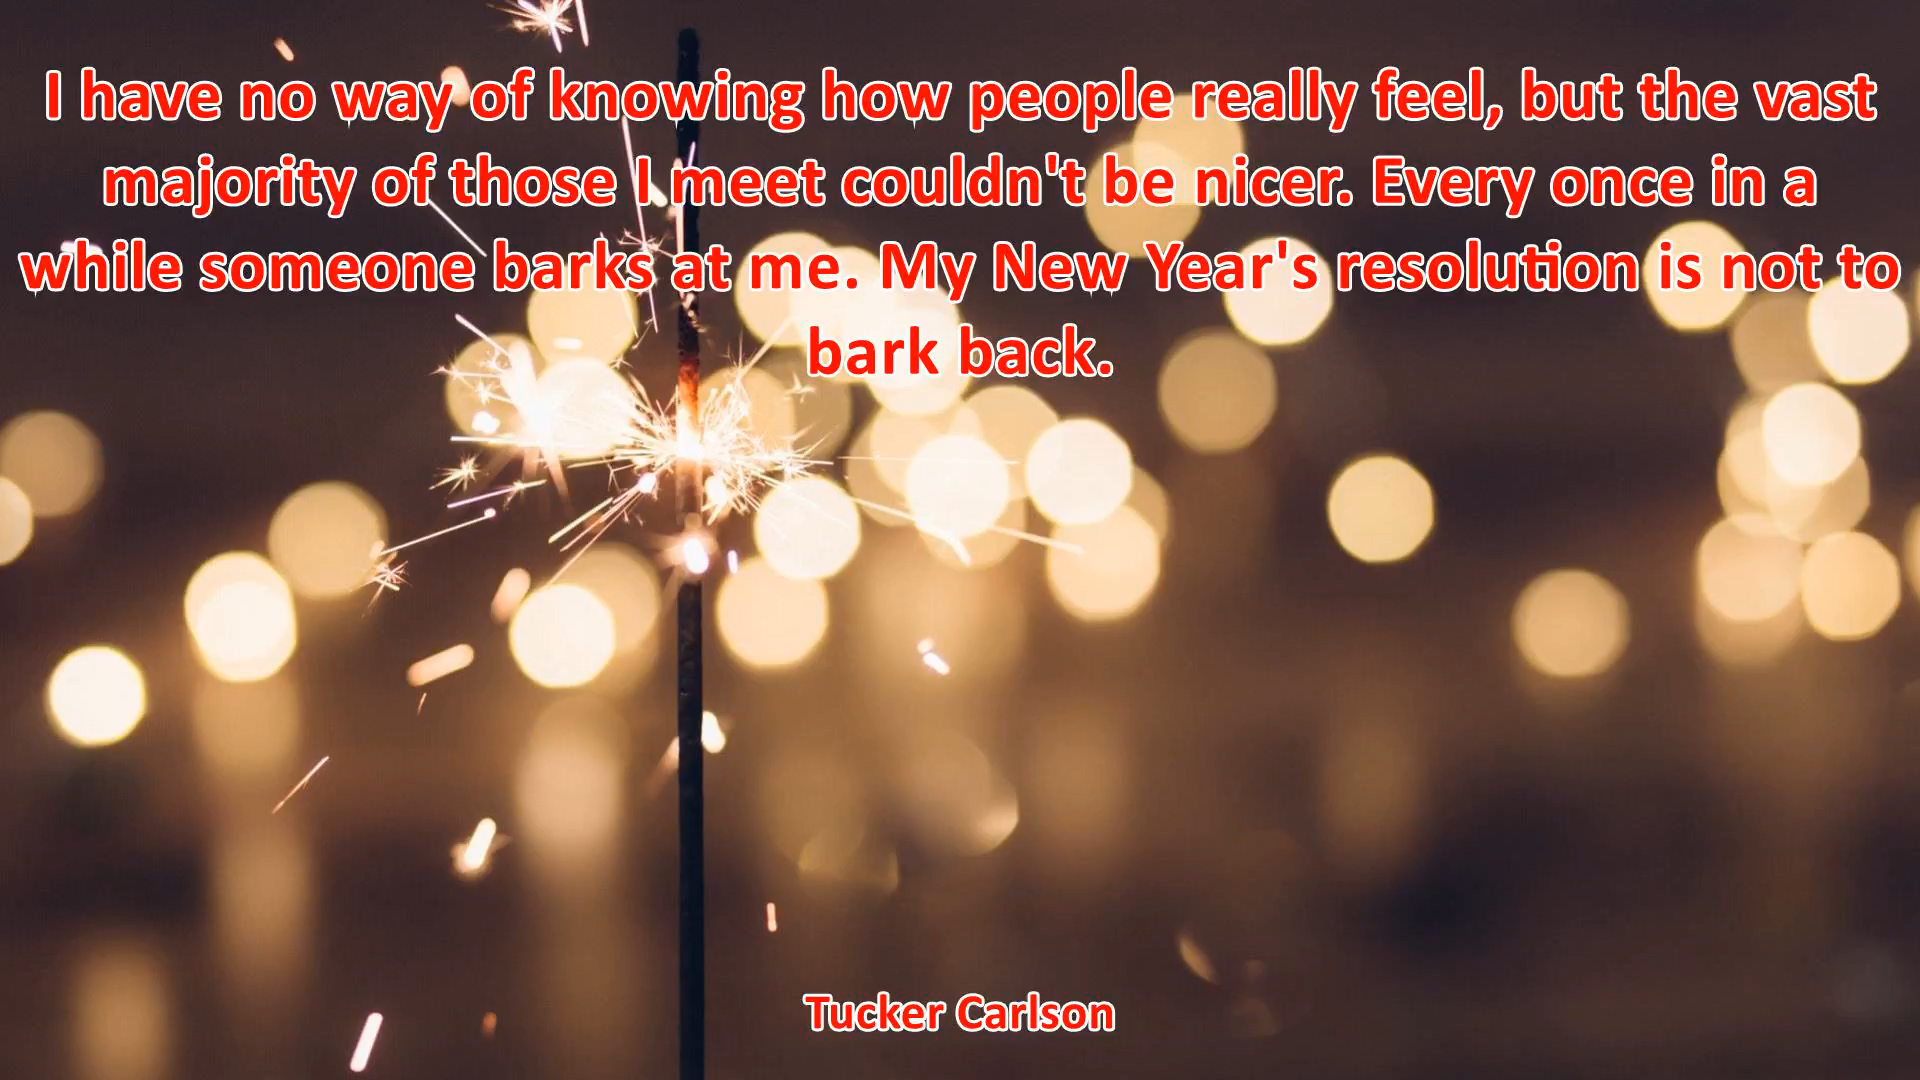 I have no way of knowing how people really feel, but the vast
majority of those I meet couldn't be nicer. Every once in a
while someone barks at me. My New Year's resolution is not to
bark back.
Tucker Carlson